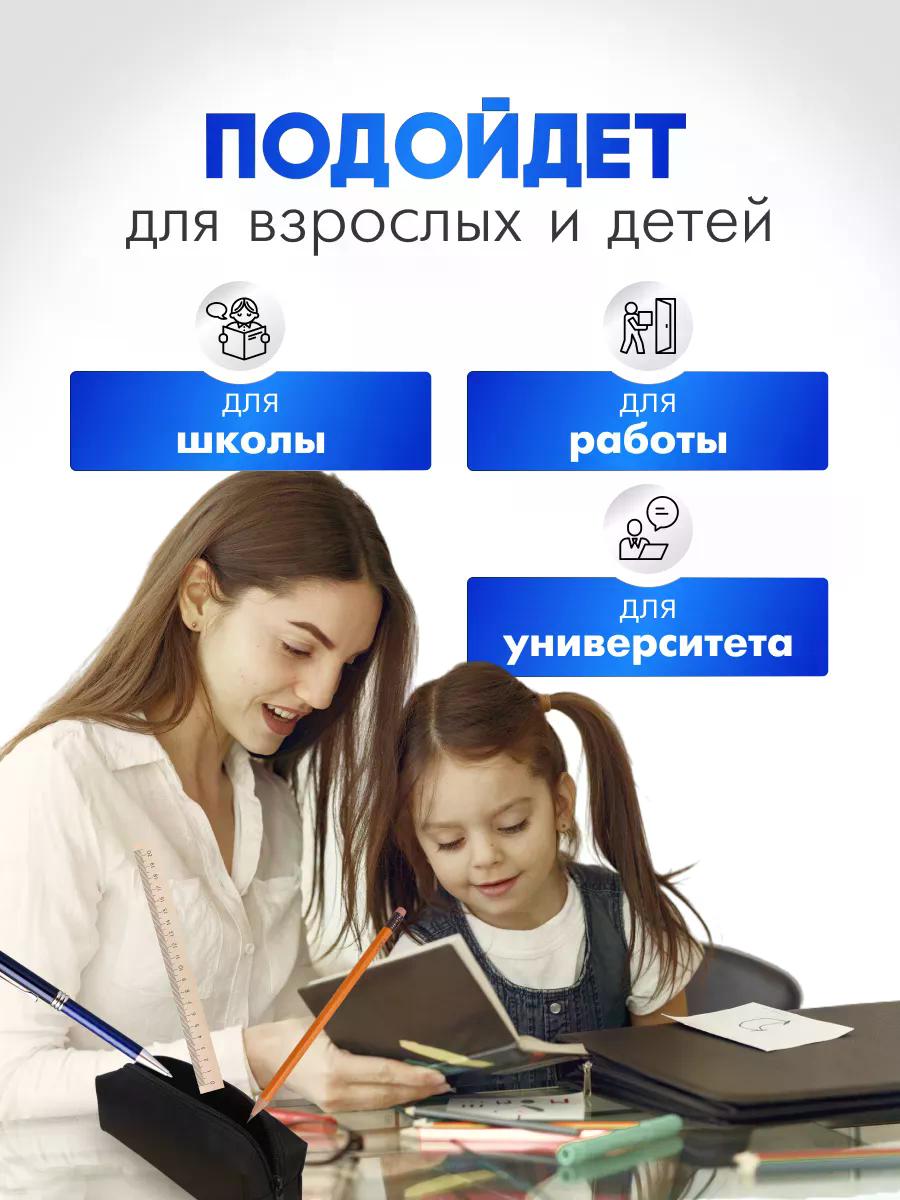 ПОДОЙДЕТ
для взрослых и детей
для
школы
для
работы
для
университета